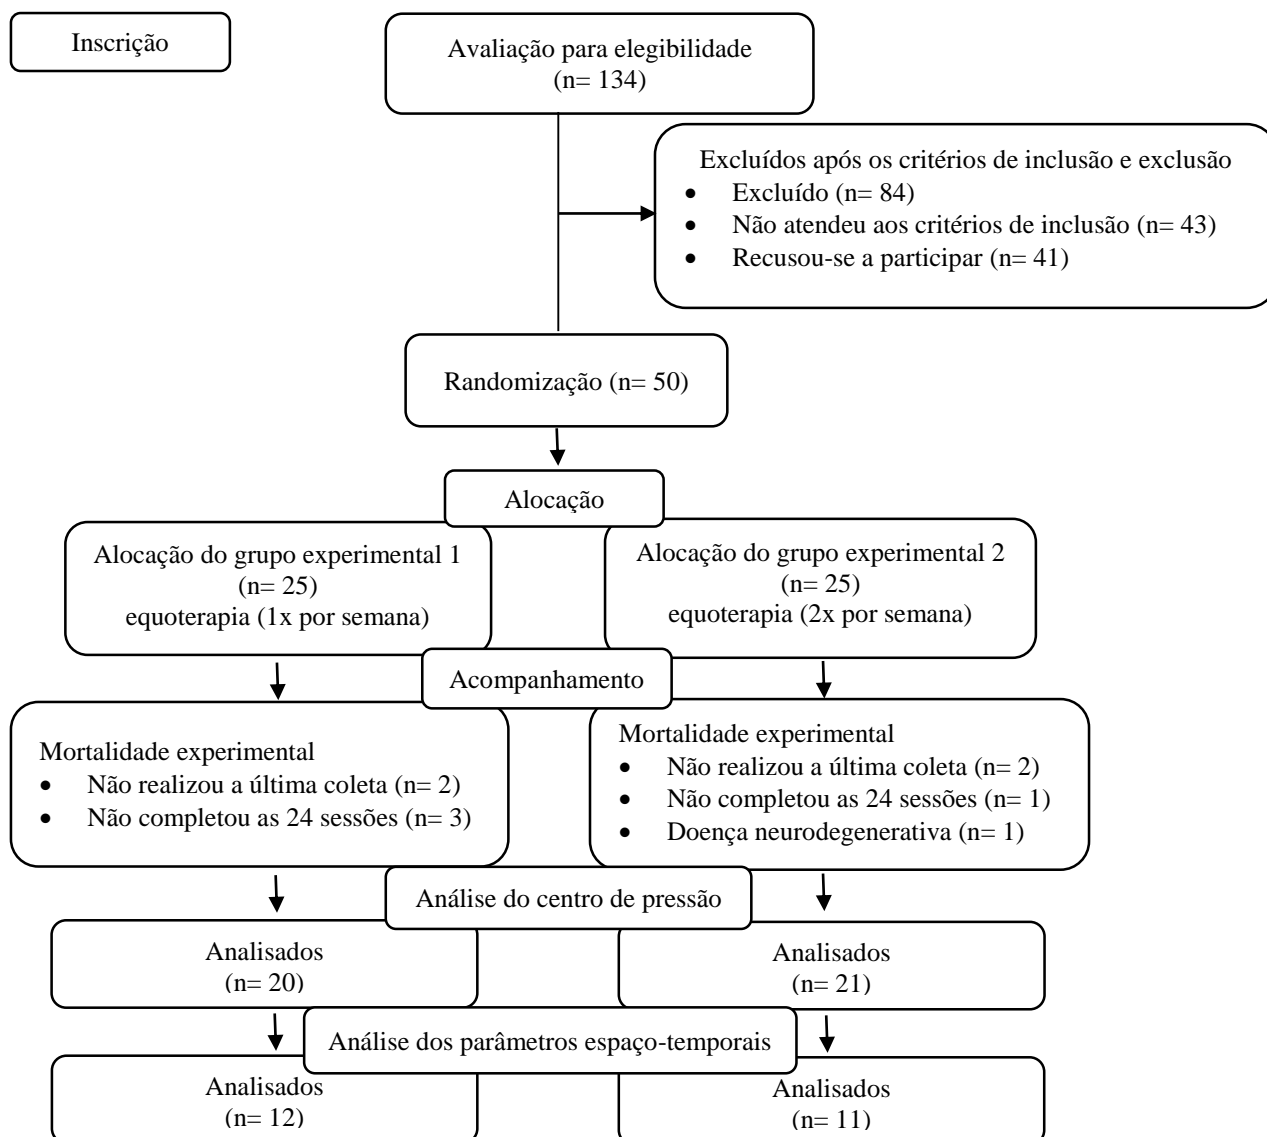 Inscrição
Avaliação para elegibilidade
(n= 134)
Excluídos após os critérios de inclusão e exclusão
• Excluído (n= 84)
• Não atendeu aos critérios de inclusão (n= 43)
• Recusou-se a participar (n= 41)
Randomização (n= 50)
Alocação
Alocação do grupo experimental 1
(n= 25)
equoterapia (1x por semana)
Alocação do grupo experimental 2
(n= 25)
equoterapia (2x por semana)
Acompanhamento
Mortalidade experimental
• Não realizou a última coleta (n= 2)
• Não completou as 24 sessões (n= 3)
Mortalidade experimental
• Não realizou a última coleta (n= 2)
• Não completou as 24 sessões (n= 1)
• Doença neurodegenerativa (n= 1)
Análise do centro de pressão
Analisados
(n= 20)
Analisados
(n= 21)
Análise dos parâmetros espaço-temporais
Analisados
(n= 12)
Analisados
(n= 11)